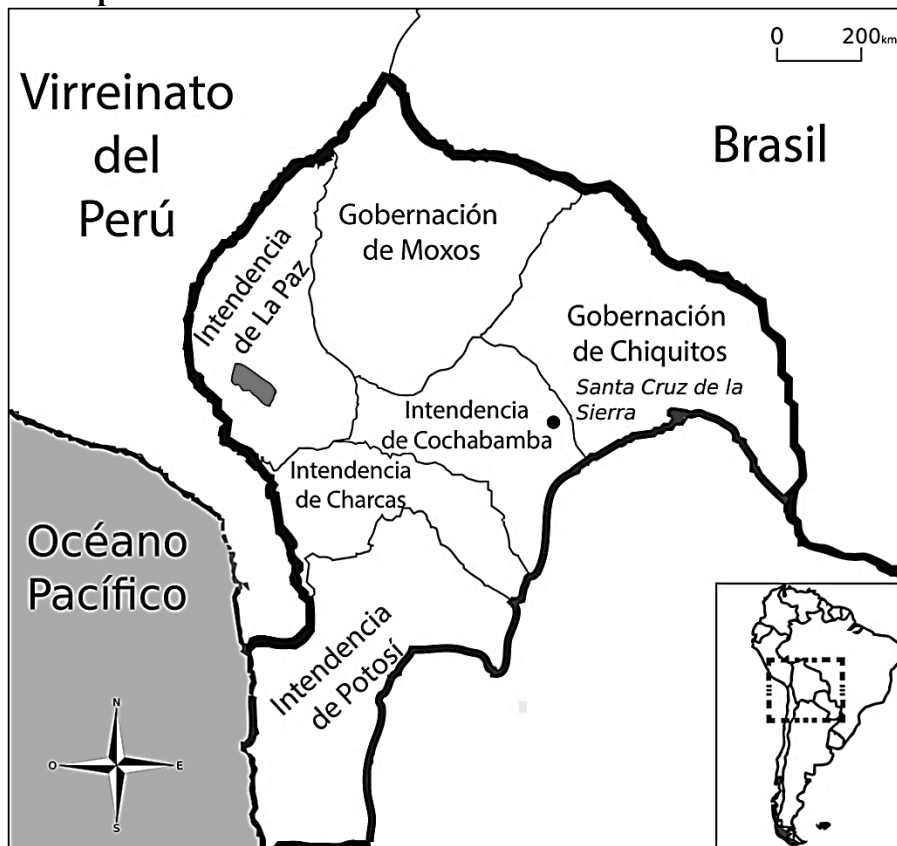 0 200km
Virreinato
del
Perú
Brasil
Gobernación
de Moxos
Intendencia
de La Paz
Gobernación
de Chiquitos
Santa Cruz de la
Sierra
Intendencia
de Cochabamba
Intendencia
de Charcas
Océano
Pacífico
Intendencia
de Potosí
N
O E
S